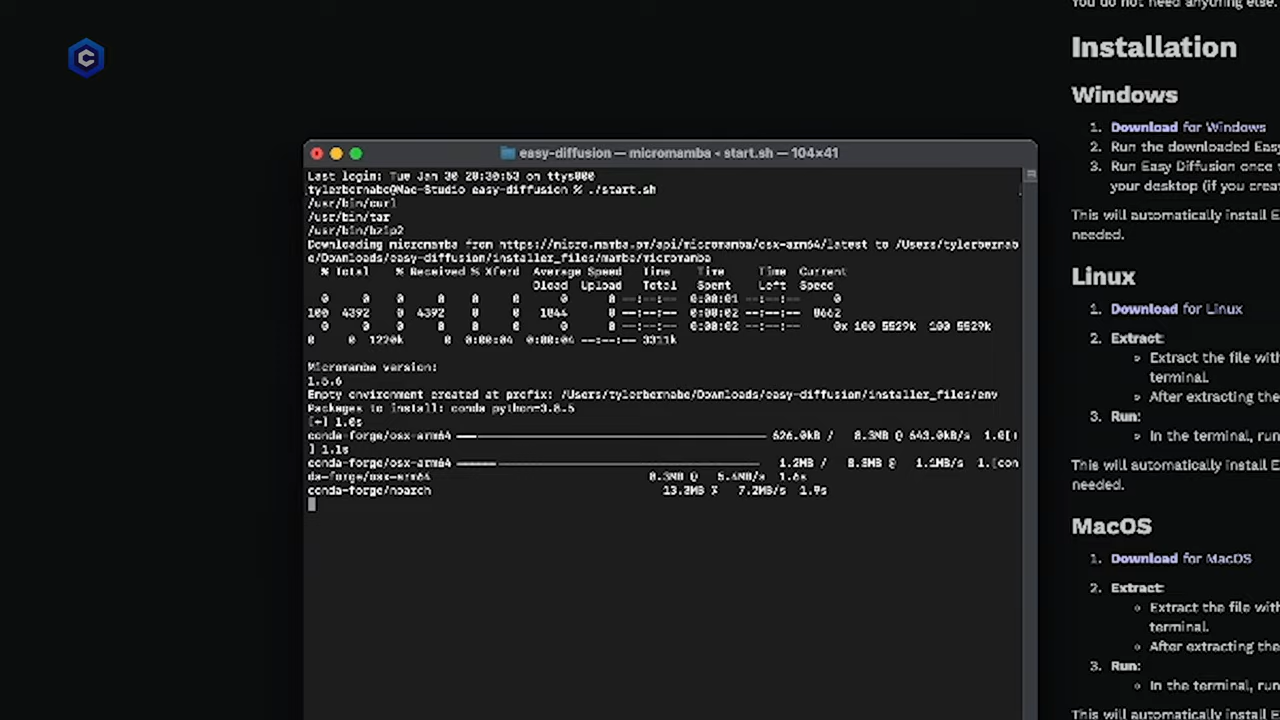 C
easy-diffusion — micromamba ◂ start.sh — 104×41
Last login: Tue Jan 30 20:30:53 on ttys000
tylerbernabe@Mac-Studio easy-diffusion % ./start.sh
/usr/bin/curl
/usr/bin/tar
/usr/bin/bzip2
Downloading micromamba from https://micro.mamba.pm/api/micromamba/osx-arm64/latest to /Users/tylernab
e/Downloads/easy-diffusion/installer_files/mamba/micromamba
% Total % Received % Xferd Average Speed Time Time Time Current
Dload Upload Total Spent Left Speed
0 0 0 0 0 0 0 0 --:--:-- 0:00:01 --:--:-- 0
100 4392 0 4392 0 0 1844 0 --:--:-- 0:00:02 --:--:-- 8662
0 0 0 0 0 0 0 0 --:--:-- 0:00:02 --:--:-- 0x 100 5529k 100 5529k
0 0 1220k 0 0:00:04 0:00:04 --:--:-- 3311k
Micromamba version:
1.5.6
Empty environment created at prefix: /Users/tylerbernabe/Downloads/easy-diffusion/installer_files/env
Packages to install: conda python=3.8.5
[+] 1.0s
conda-forge/osx-arm64 626.0kB / 8.3MB @ 643.0kB/s 1.0[+
] 1.1s
conda-forge/osx-arm64 1.2MB / 8.3MB @ 1.1MB/s 1.[con
da-forge/osx-arm64 8.3MB @ 5.4MB/s 1.6s
conda-forge/noarch 13.3MB @ 7.2MB/s 1.9s
You do not need anything else.
Installation
Windows
1. Download for Windows
2. Run the downloaded Easy
3. Run Easy Diffusion once
your desktop (if you crea
This will automatically install E
needed.
Linux
1. Download for Linux
2. Extract:
Extract the file with
terminal.
After extracting the
3. Run:
In the terminal, run
This will automatically install E
needed.
MacOS
1. Download for MacOS
2. Extract:
Extract the file with
terminal.
After extracting the
3. Run:
In the terminal, run
This will automatically install E